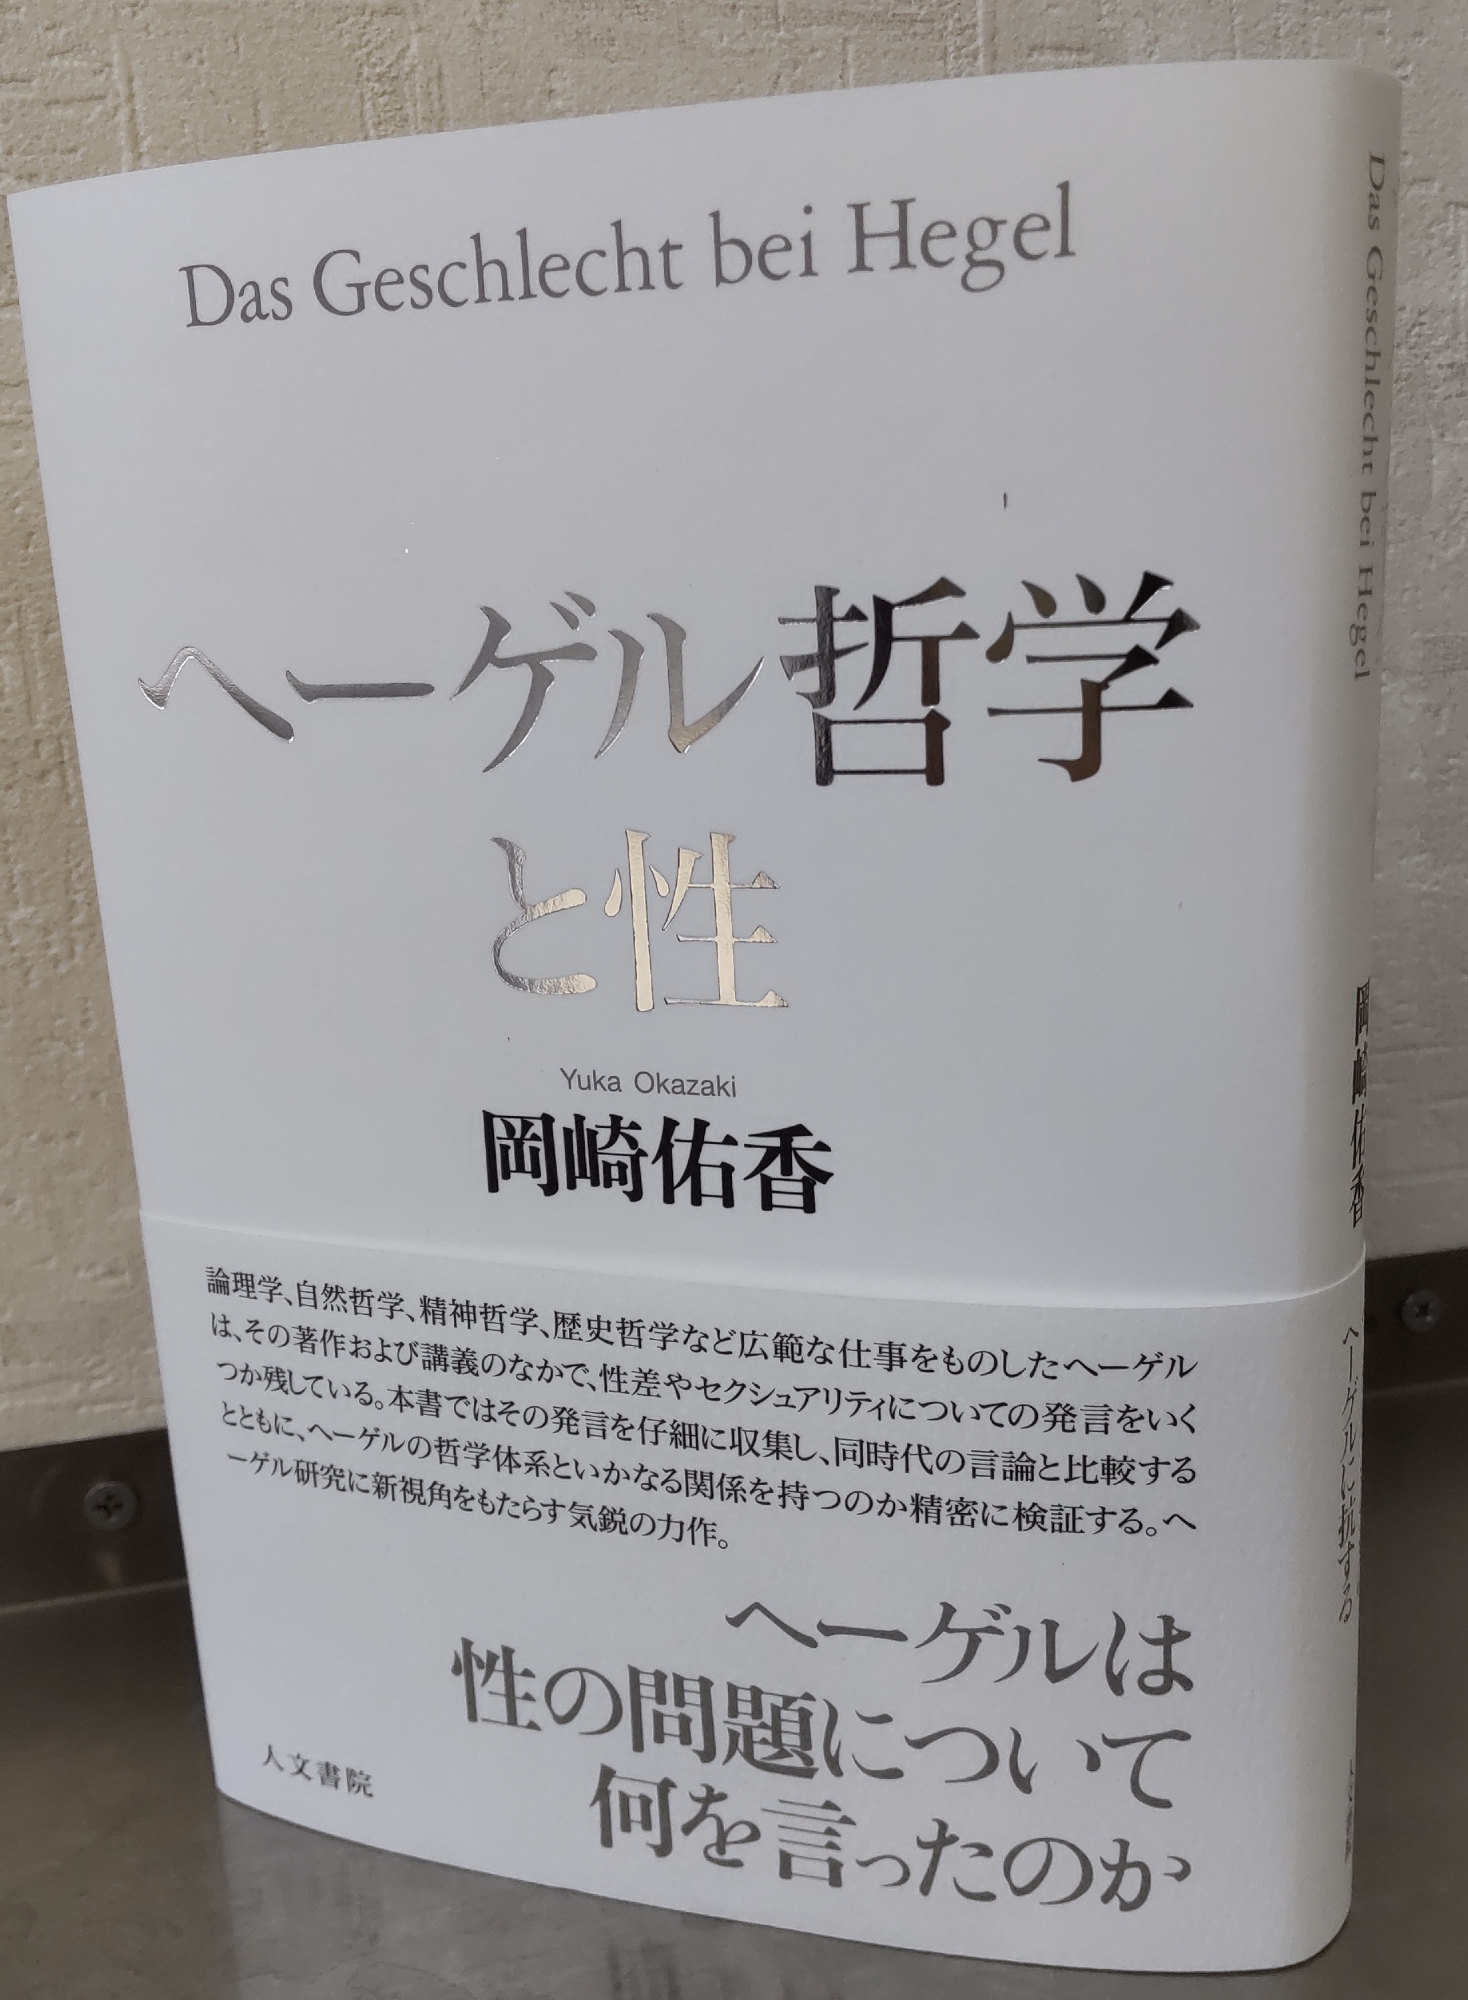 Das Geschlecht bei Hegel
ヘーゲル哲学
と性
Yuka Okazaki
岡崎佑香
論理学、自然哲学、精神哲学、歴史哲学など広範な仕事をものしたヘーゲル
は、その著作および講義のなかで、性差やセクシュアリティについての発言をいく
つか残している。本書ではその発言を仔細に収集し、同時代の言論と比較する
とともに、ヘーゲルの哲学体系といかなる関係を持つのか精密に検証する。ヘ
ーゲル研究に新視角をもたらす気鋭の力作。
ヘーゲルは
性の問題について
何を言ったのか
人文書院
Das Geschlecht bei Hegel
岡崎佑香
ヘーゲルに抗する